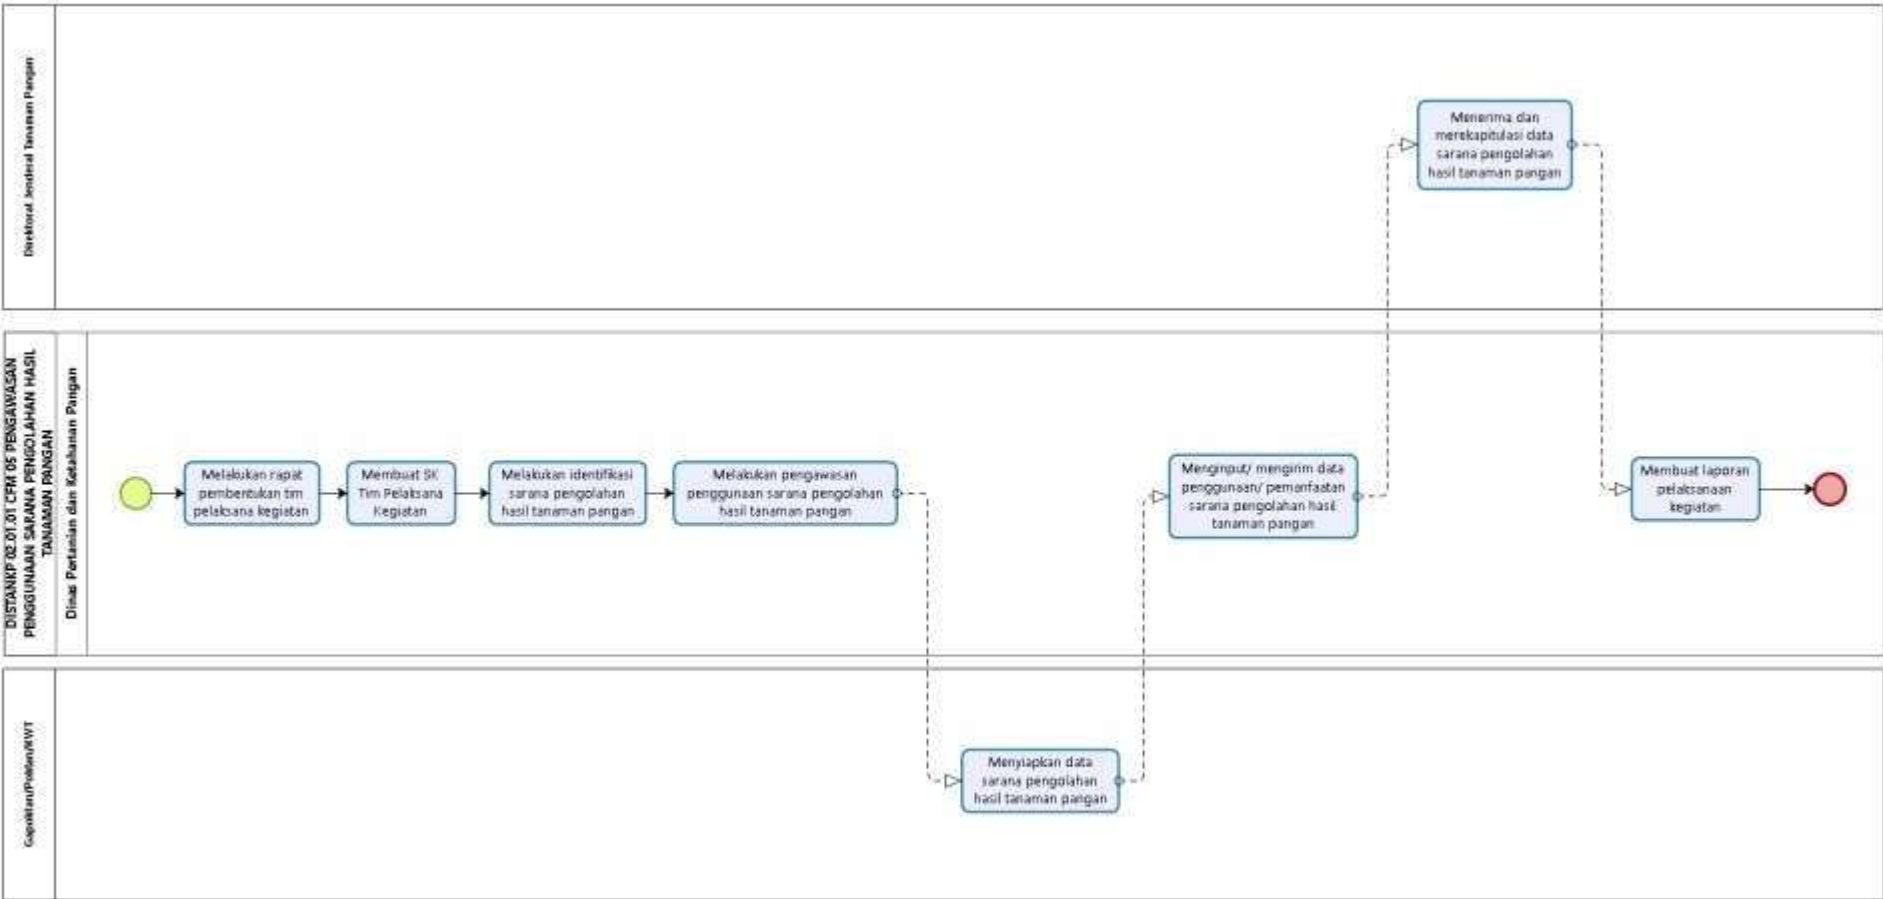 Direktorat Jenderal Tanaman Pangan
Menerima dan
merekapitulasi data
sarana pengolahan
hasil tanaman pangan
DISTANKP 02.01.01 CFM 05 PENGAWASAN
PENGGUNAAN SARANA PENGOLAHAN HASIL
TANAMAN PANGAN
Dinas Pertanian dan Ketahanan Pangan
Melakukan rapat
pembentukan tim
pelaksana kegiatan
Membuat SK
Tim Pelaksana
Kegiatan
Melakukan identifikasi
sarana pengolahan
hasil tanaman pangan
Melakukan pengawasan
penggunaan sarana pengolahan
hasil tanaman pangan
Menginput/ mengirim data
penggunaan/ pemanfaatan
sarana pengolahan hasil
tanaman pangan
Membuat laporan
pelaksanaan
kegiatan
Gapoktan/Poktan/KWT
Menyiapkan data
sarana pengolahan
hasil tanaman pangan